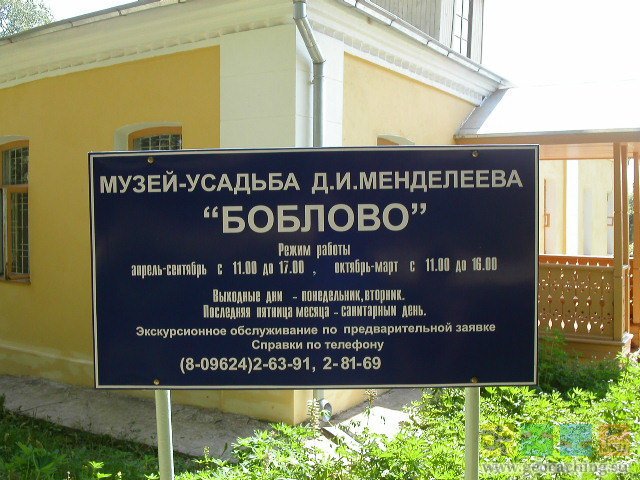 МУЗЕЙ-УСАДЬБА Д.И.МЕНДЕЛЕЕВА
“БОБЛОВО”
Режим работы
апрель-сентябрь с 11.00 до 17.00 , октябрь-март с 11.00 до 16.00
Выходные дни - понедельник, вторник.
Последняя пятница месяца - санитарный день.
Экскурсионное обслуживание по предварительной заявке
Справки по телефону
(8-09624)2-63-91, 2-81-69
www.geocaching.su